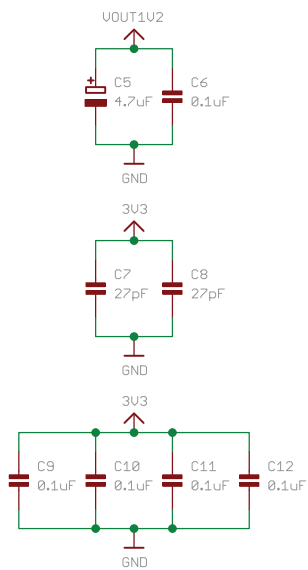 VOUT1V2
+
C5
4.7uF
C6
0.1uF
GND
3V3
C7
27pF
C8
27pF
GND
3V3
C9
0.1uF
C10
0.1uF
C11
0.1uF
C12
0.1uF
GND